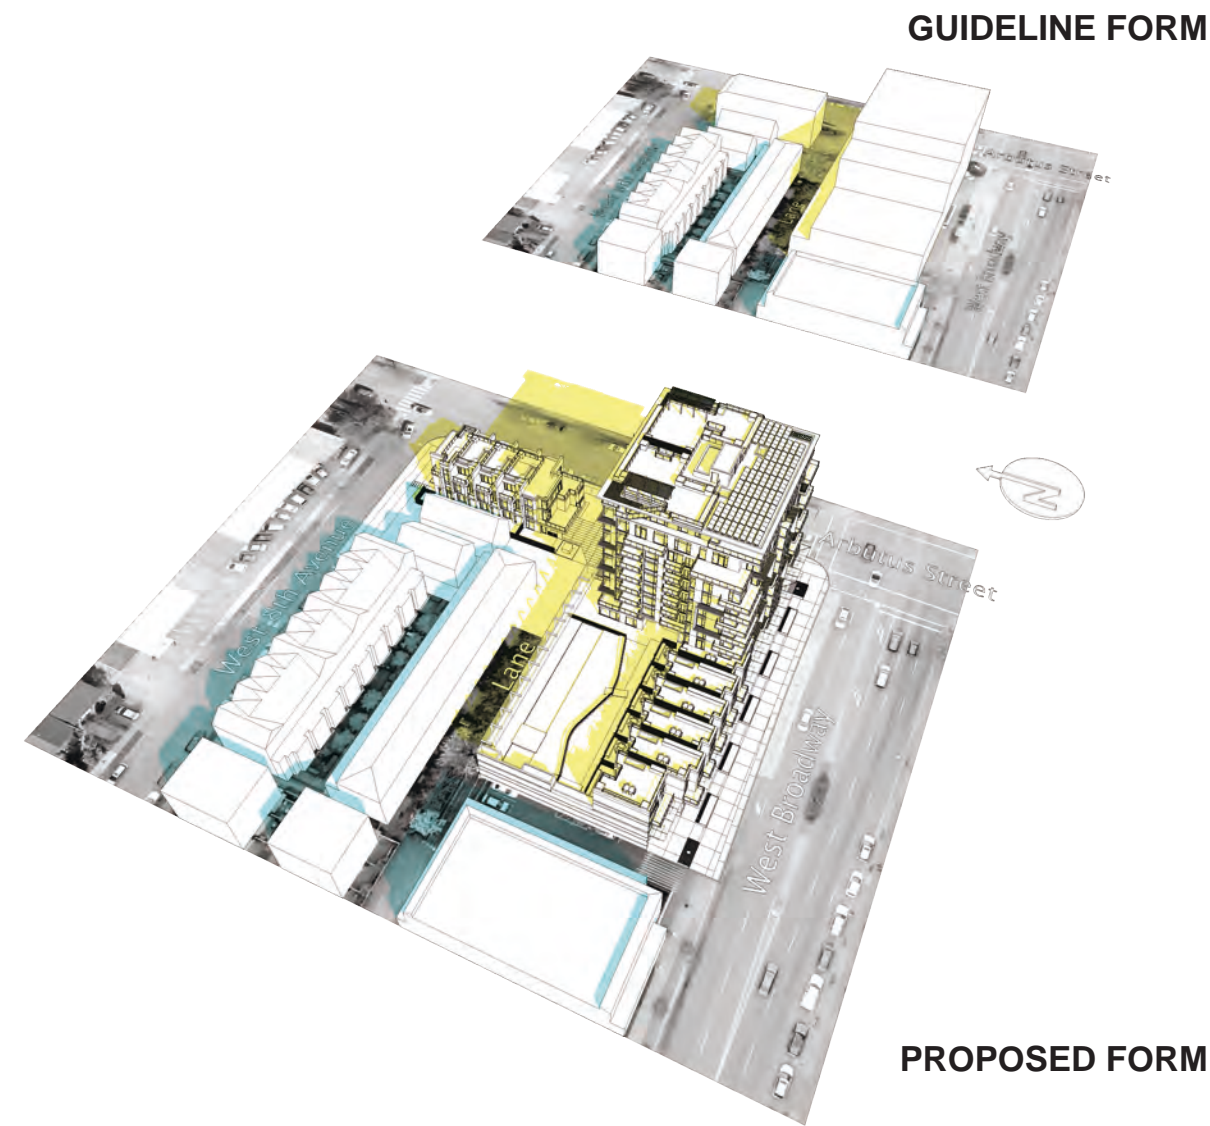 GUIDELINE FORM
Arbutus Street
Lane
West Broadway
N
Arbutus Street
West 8th Avenue
Lane
West Broadway
PROPOSED FORM